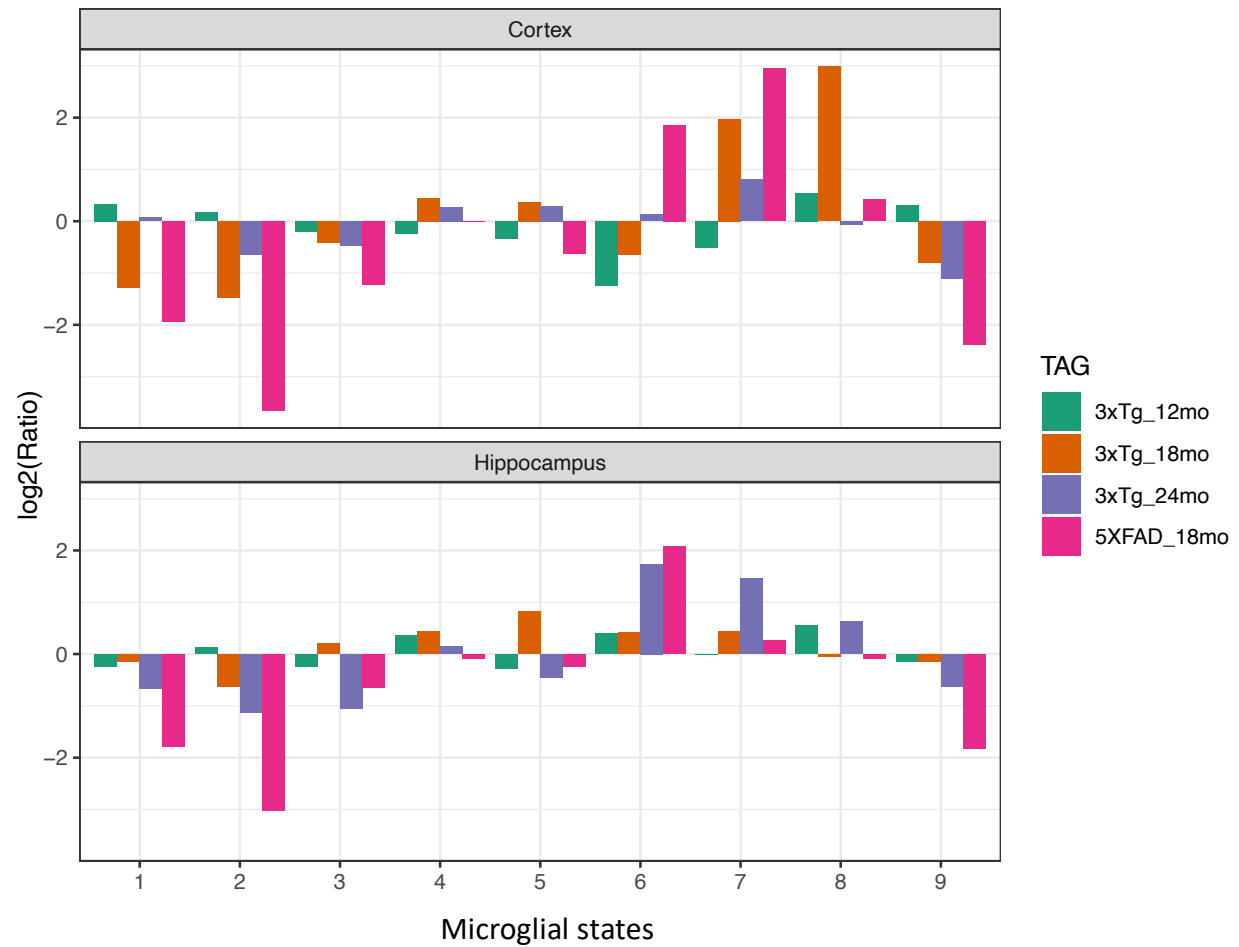 Cortex
2
0
−2
Hippocampus
2
0
−2
log2(Ratio)
1 2 3 4 5 6 7 8 9
Microglial states
TAG
3xTg_12mo
3xTg_18mo
3xTg_24mo
5XFAD_18mo